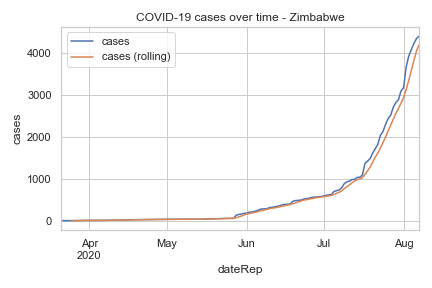 COVID-19 cases over time - Zimbabwe
cases
cases (rolling)
4000
3000
2000
1000
0
cases
Apr
2020
May
Jun
Jul
Aug
dateRep